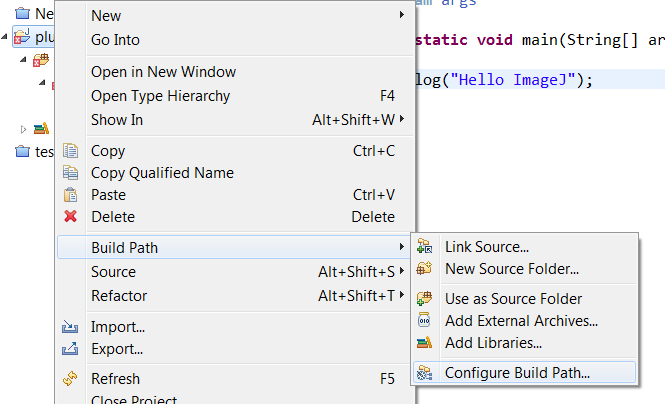 Ne
plu
tes
am args
static void main(String[] ar
log("Hello ImageJ");
New
Go Into
Open in New Window
Open Type Hierarchy F4
Show In Alt+Shift+W
Copy Ctrl+C
Copy Qualified Name
Paste Ctrl+V
Delete Delete
Build Path
Source Alt+Shift+S
Refactor Alt+Shift+T
Import...
Export...
Refresh F5
Close Project
Link Source...
New Source Folder...
Use as Source Folder
Add External Archives...
Add Libraries...
Configure Build Path...